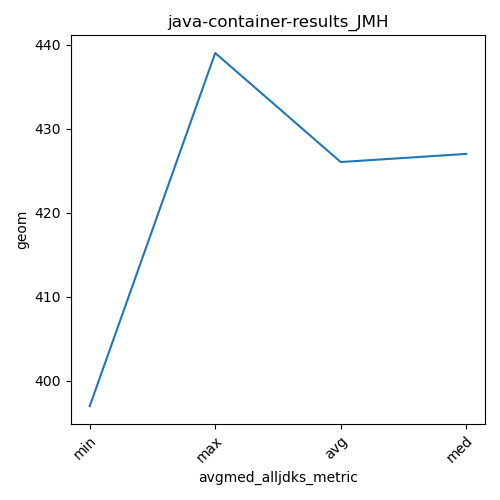 java-container-results_JMH
geom
440
430
420
410
400
min
max
avg
med
avgmed_alljdks_metric